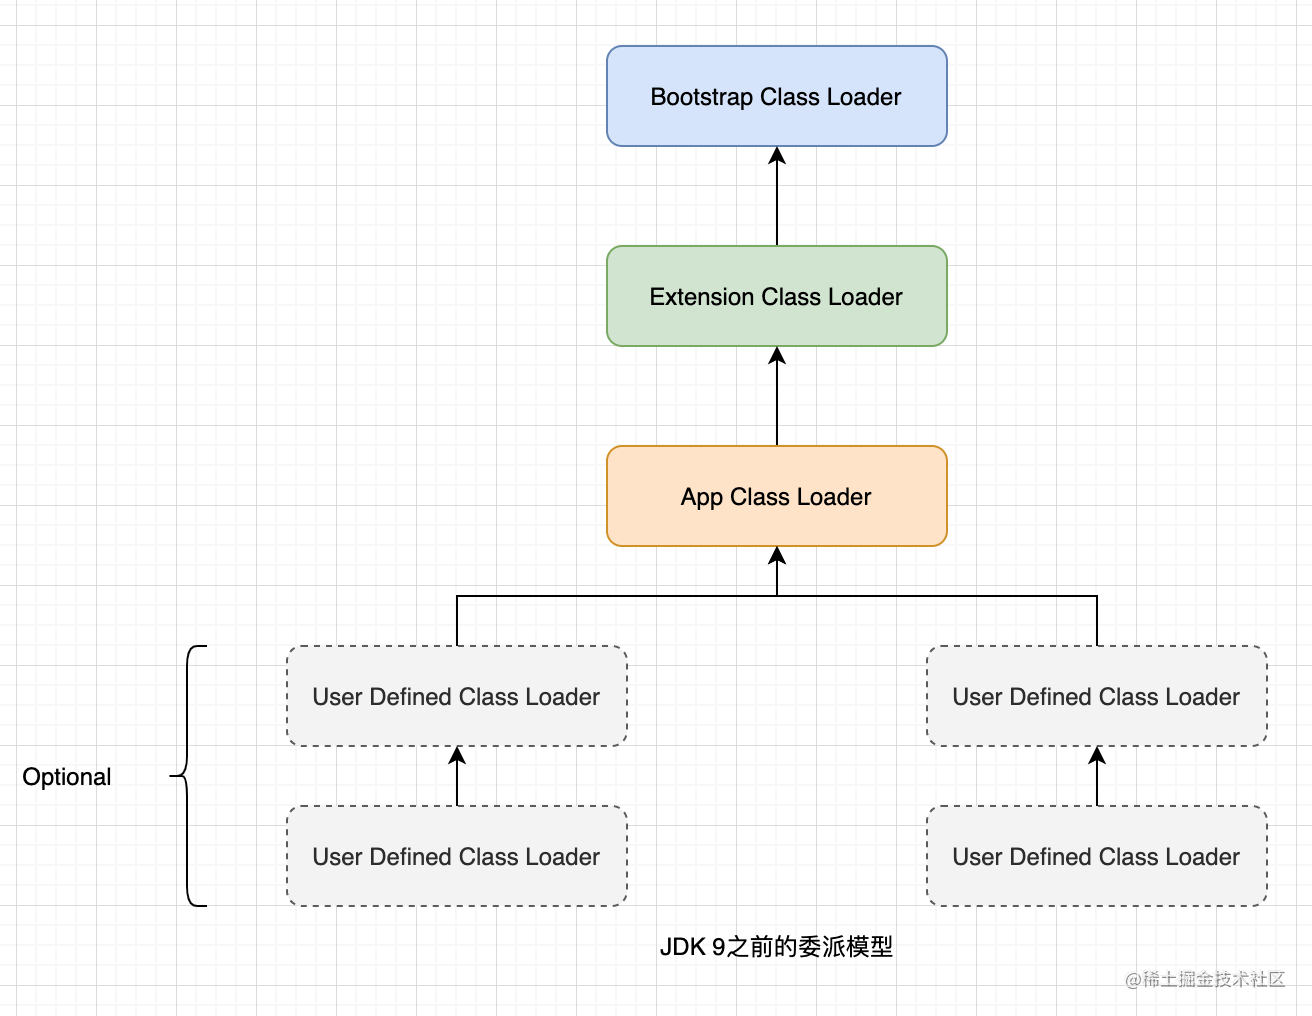 Bootstrap Class Loader
Extension Class Loader
App Class Loader
User Defined Class Loader
User Defined Class Loader
Optional
User Defined Class Loader
User Defined Class Loader
JDK 9之前的委派模型
@稀土掘金技术社区